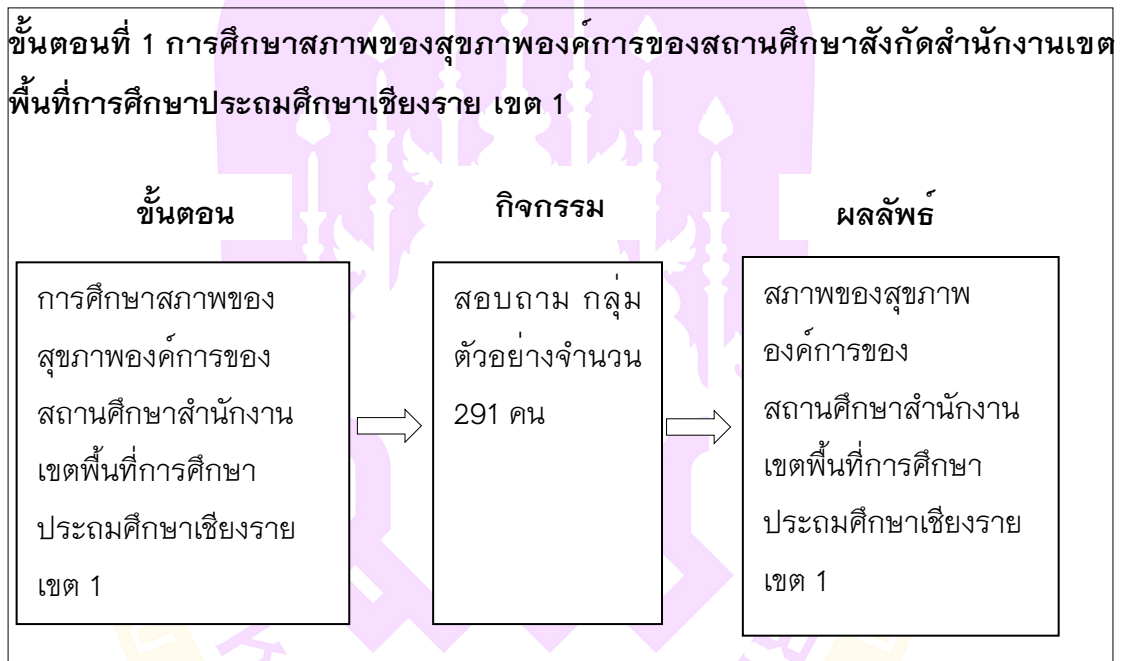 ขั้นตอนที่ 1 การศึกษาสภาพของสุขภาพองค์การของสถานศึกษาสังกัดสำนักงานเขต
พื้นที่การศึกษาประถมศึกษาเชียงราย เขต 1
ขั้นตอน
กิจกรรม
ผลลัพธ์
การศึกษาสภาพของ
สุขภาพองค์การของ
สถานศึกษาสำนักงาน
เขตพื้นที่การศึกษา
ประถมศึกษาเชียงราย
เขต 1
สอบถาม กลุ่ม
ตัวอย่างจำนวน
291 คน
สภาพของสุขภาพ
องค์การของ
สถานศึกษาสำนักงาน
เขตพื้นที่การศึกษา
ประถมศึกษาเชียงราย
เขต 1